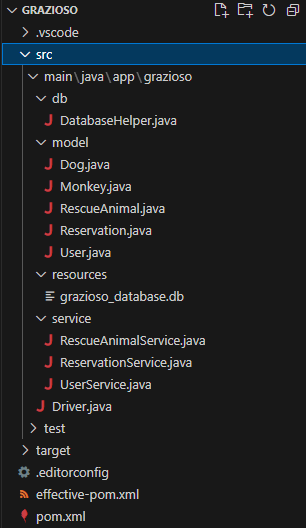 GRAZIOSO
.vscode
src
main\java\app\grazioso
db
DatabaseHelper.java
model
Dog.java
Monkey.java
RescueAnimal.java
Reservation.java
User.java
resources
grazioso_database.db
service
RescueAnimalService.java
ReservationService.java
UserService.java
Driver.java
test
target
.editorconfig
effective-pom.xml
pom.xml